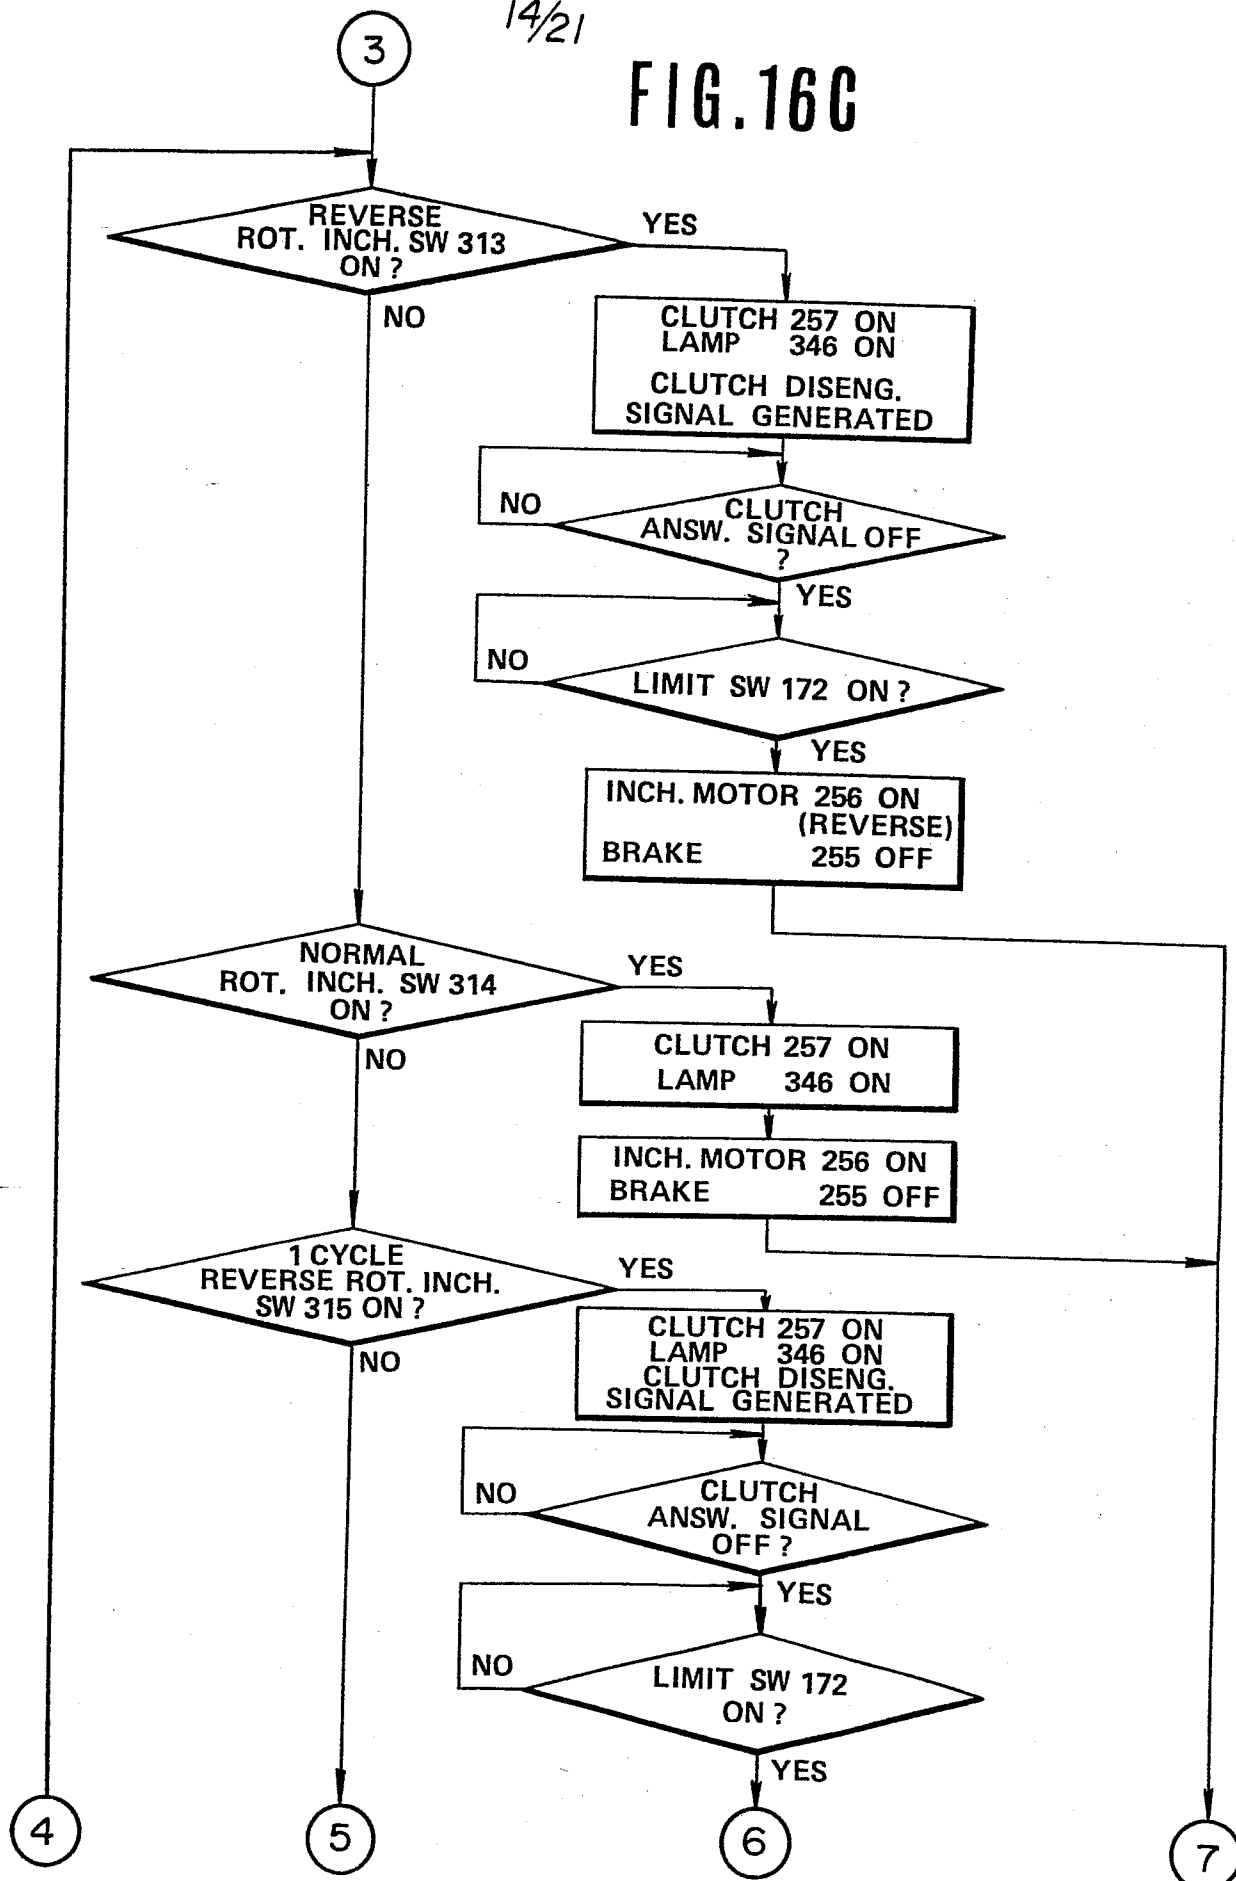 14/21
3
FIG.16C
REVERSE
ROT. INCH. SW 313
ON ?
YES
NO
CLUTCH 257 ON
LAMP 346 ON
CLUTCH DISENG.
SIGNAL GENERATED
NO
CLUTCH
ANSW. SIGNAL OFF
?
YES
NO
LIMIT SW 172 ON ?
YES
INCH. MOTOR 256 ON
(REVERSE)
BRAKE 255 OFF
NORMAL
ROT. INCH. SW 314
ON ?
YES
NO
CLUTCH 257 ON
LAMP 346 ON
INCH. MOTOR 256 ON
BRAKE 255 OFF
1 CYCLE
REVERSE ROT. INCH.
SW 315 ON ?
YES
NO
CLUTCH 257 ON
LAMP 346 ON
CLUTCH DISENG.
SIGNAL GENERATED
NO
CLUTCH
ANSW. SIGNAL
OFF ?
YES
NO
LIMIT SW 172
ON ?
YES
4
5
6
7